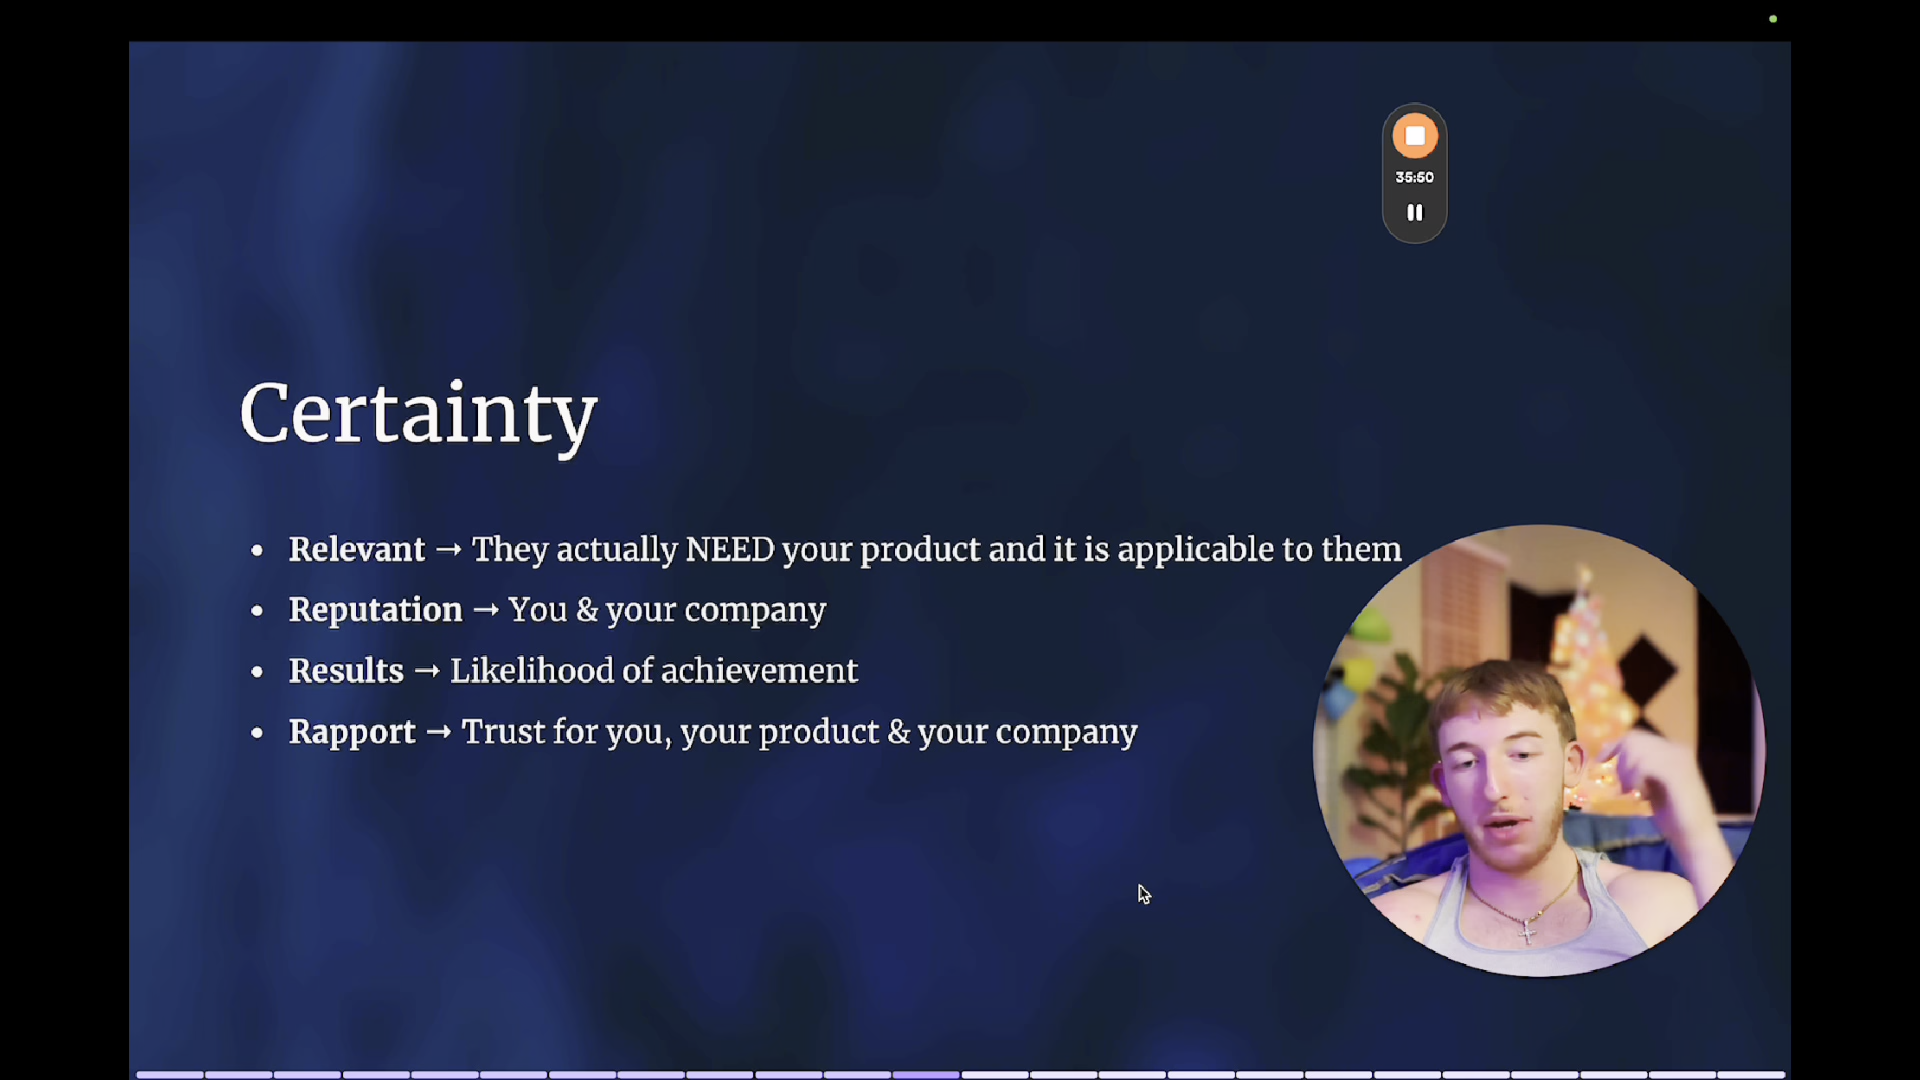 35:50
Certainty
• Relevant → They actually NEED your product and it is applicable to them
• Reputation → You & your company
• Results → Likelihood of achievement
• Rapport → Trust for you, your product & your company